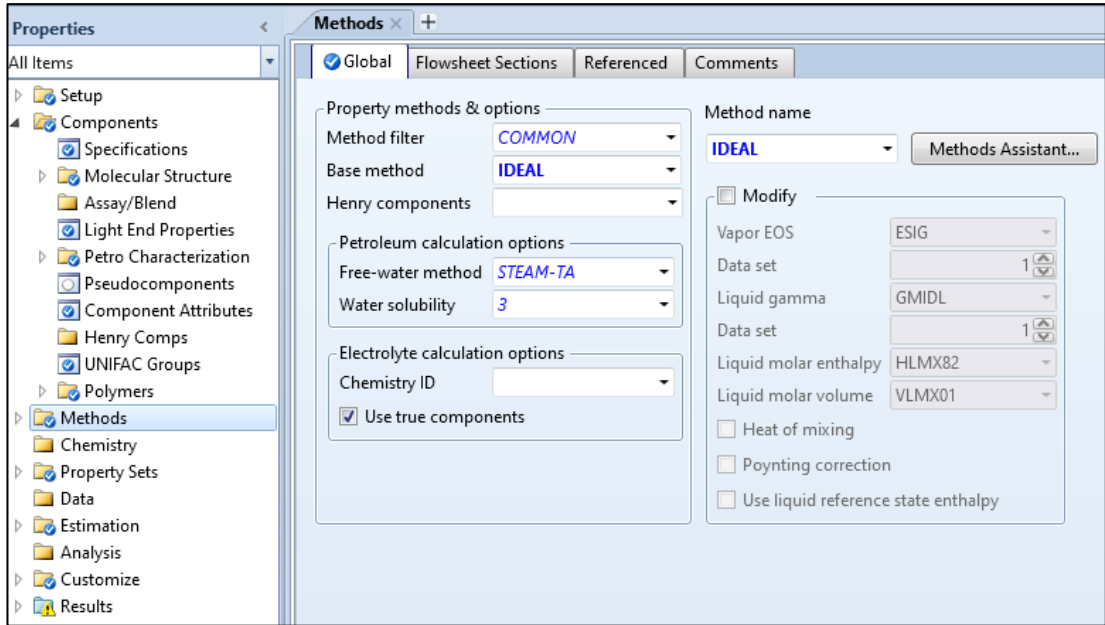 Properties
All Items
Setup
Components
Specifications
Molecular Structure
Assay/Blend
Light End Properties
Petro Characterization
Pseudocomponents
Component Attributes
Henry Comps
UNIFAC Groups
Polymers
Methods
Chemistry
Property Sets
Data
Estimation
Analysis
Customize
Results
Methods
Global Flowsheet Sections Referenced Comments
Property methods & options
Method filter COMMON
Base method IDEAL
Henry components
Petroleum calculation options
Free-water method STEAM-TA
Water solubility 3
Electrolyte calculation options
Chemistry ID
Use true components
Method name
IDEAL Methods Assistant...
Modify
Vapor EOS ESIG
Data set 1
Liquid gamma GMIDL
Data set 1
Liquid molar enthalpy HLMX82
Liquid molar volume VLMX01
Heat of mixing
Poynting correction
Use liquid reference state enthalpy